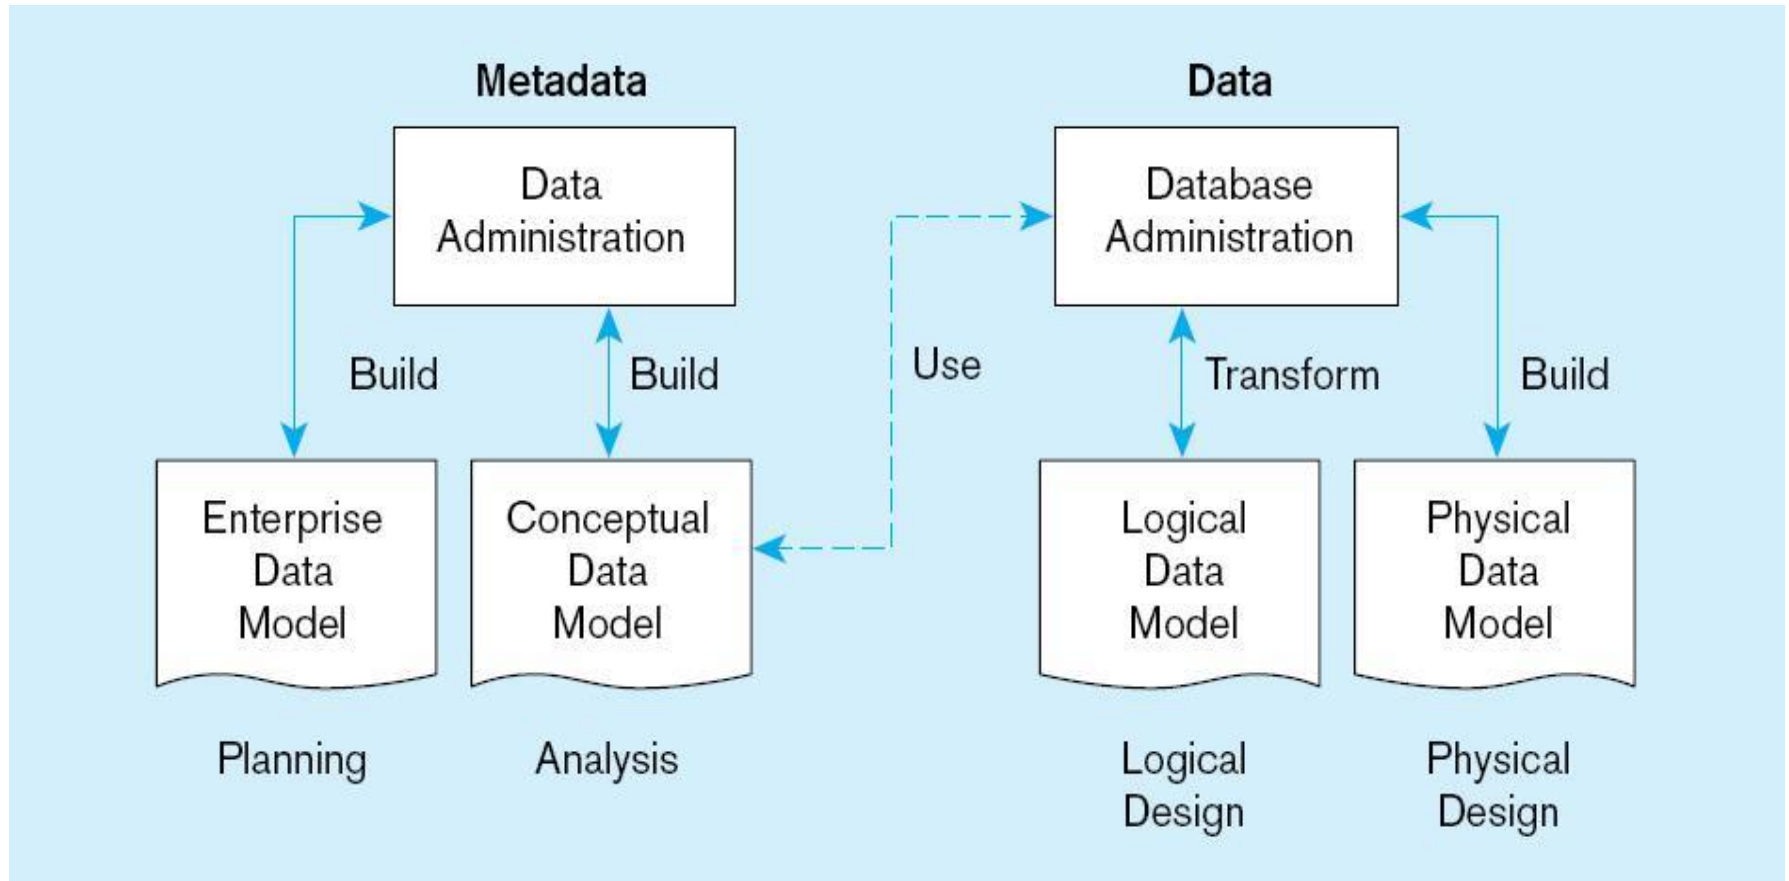 Metadata
Data
Data
Administration
Database
Administration
Build
Build
Use
Transform
Build
Enterprise
Data
Model
Conceptual
Data
Model
Logical
Data
Model
Physical
Data
Model
Planning
Analysis
Logical
Design
Physical
Design